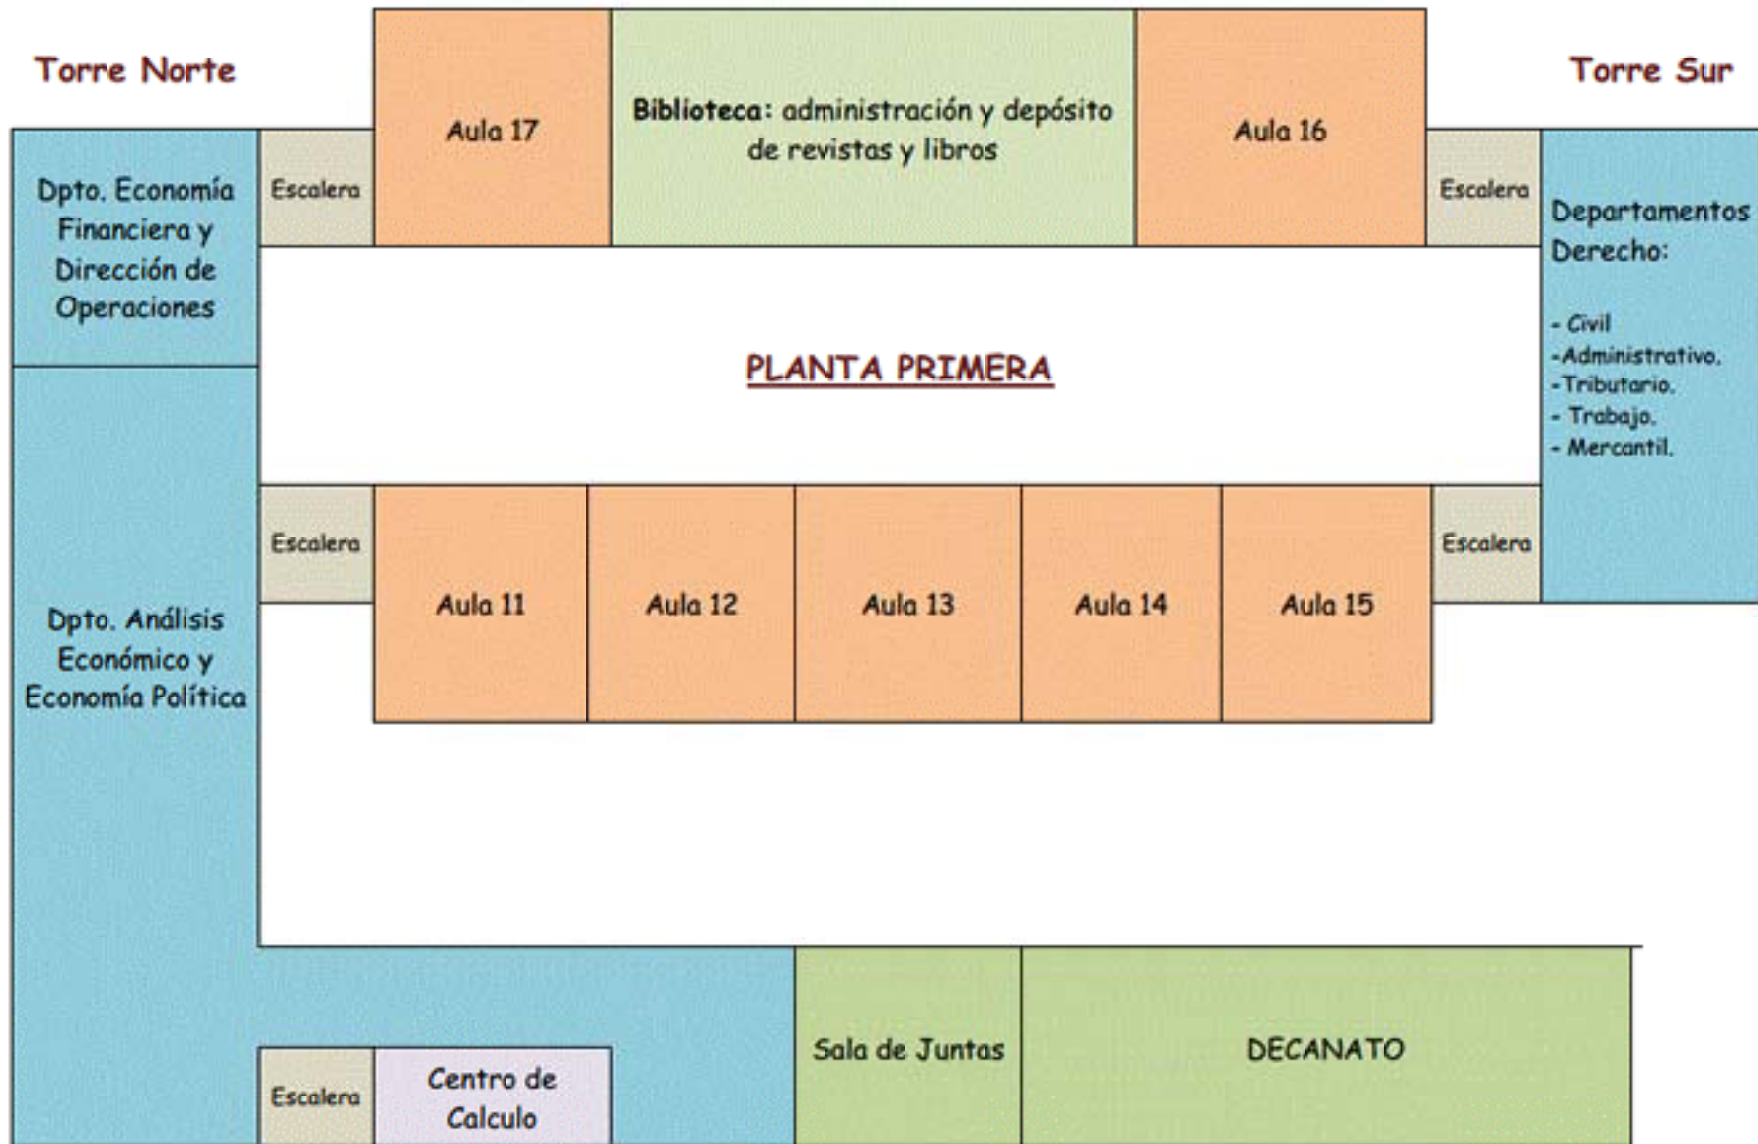 Torre Norte
Torre Sur
Aula 17
Biblioteca: administración y depósito
de revistas y libros
Aula 16
Dpto. Economía
Financiera y
Dirección de
Operaciones
Escalera
Escalera
Departamentos
Derecho:
- Civil
-Administrativo.
-Tributario.
- Trabajo.
- Mercantil.
PLANTA PRIMERA
Escalera
Aula 11
Aula 12
Aula 13
Aula 14
Aula 15
Escalera
Dpto. Análisis
Económico y
Economía Política
Sala de Juntas
DECANATO
Escalera
Centro de
Calculo